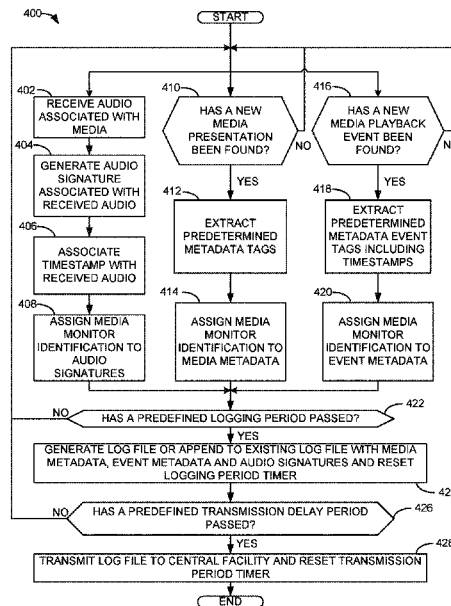 400
START
402
RECEIVE AUDIO
ASSOCIATED WITH
MEDIA
404
GENERATE AUDIO
SIGNATURE
ASSOCIATED WITH
RECEIVED AUDIO
406
ASSOCIATE
TIMESTAMP WITH
RECEIVED AUDIO
408
ASSIGN MEDIA
MONITOR
IDENTIFICATION TO
AUDIO
SIGNATURES
410
HAS A NEW
MEDIA
PRESENTATION
BEEN FOUND?
NO
YES
412
EXTRACT
PREDETERMINED
METADATA TAGS
414
ASSIGN MEDIA
MONITOR
IDENTIFICATION TO
MEDIA METADATA
416
HAS A NEW
MEDIA PLAYBACK
EVENT BEEN
FOUND?
YES
418
EXTRACT
PREDETERMINED
METADATA EVENT
TAGS INCLUDING
TIMESTAMPS
420
ASSIGN MEDIA
MONITOR
IDENTIFICATION TO
EVENT METADATA
NO
HAS A PREDEFINED LOGGING PERIOD PASSED?
422
YES
GENERATE LOG FILE OR APPEND TO EXISTING LOG FILE WITH MEDIA
METADATA, EVENT METADATA AND AUDIO SIGNATURES AND RESET
LOGGING PERIOD TIMER
NO
HAS A PREDEFINED TRANSMISSION DELAY PERIOD
PASSED?
426
YES
428
TRANSMIT LOG FILE TO CENTRAL FACILITY AND RESET TRANSMISSION
PERIOD TIMER
END